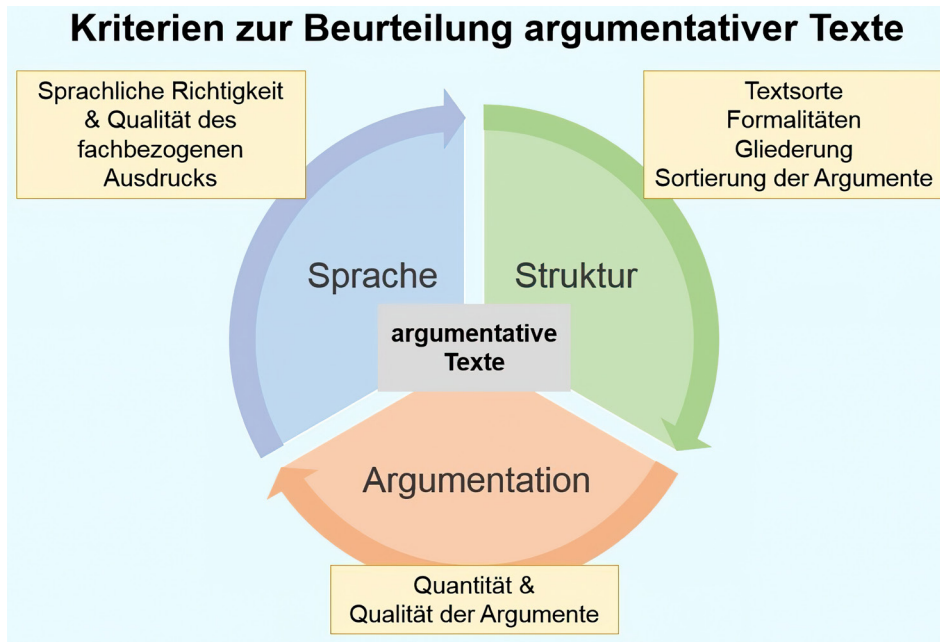 Kriterien zur Beurteilung argumentativer Texte
Sprachliche Richtigkeit
& Qualität des
fachbezogenen
Ausdrucks
Textsorte
Formalitäten
Gliederung
Sortierung der Argumente
Sprache
Struktur
argumentative
Texte
Argumentation
Quantität &
Qualität der Argumente